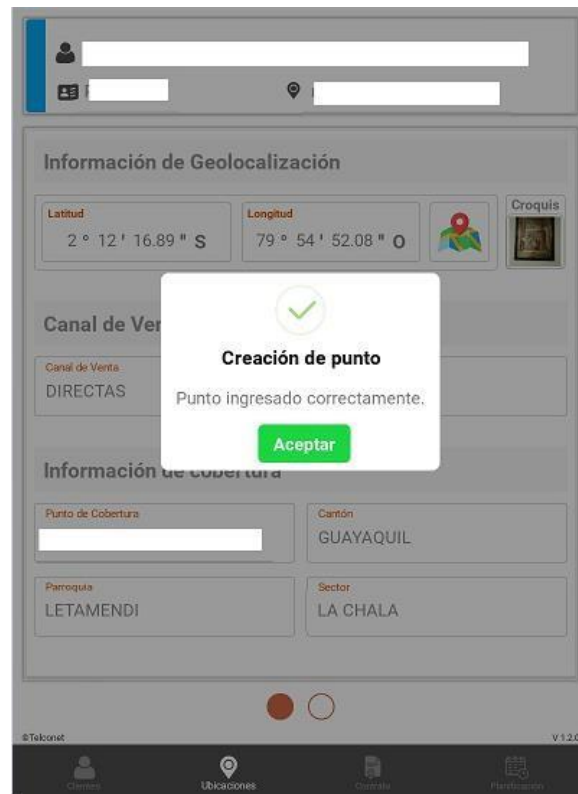 Información de Geolocalización
Croquis
Latitud
2 ° 12 ' 16.89 " S
Longitud
79 ° 54 ' 52.08 " O
Canal de Ver
Creación de punto
Canal de Venta
DIRECTAS
Punto ingresado correctamente.
Aceptar
Información de cobertura
Punto de Cobertura
Cantón
GUAYAQUIL
Parroquia
LETAMENDI
Sector
LA CHALA
©Telconet
V 1.2.0
Clientes
Ubicaciones
Contrato
Planificación